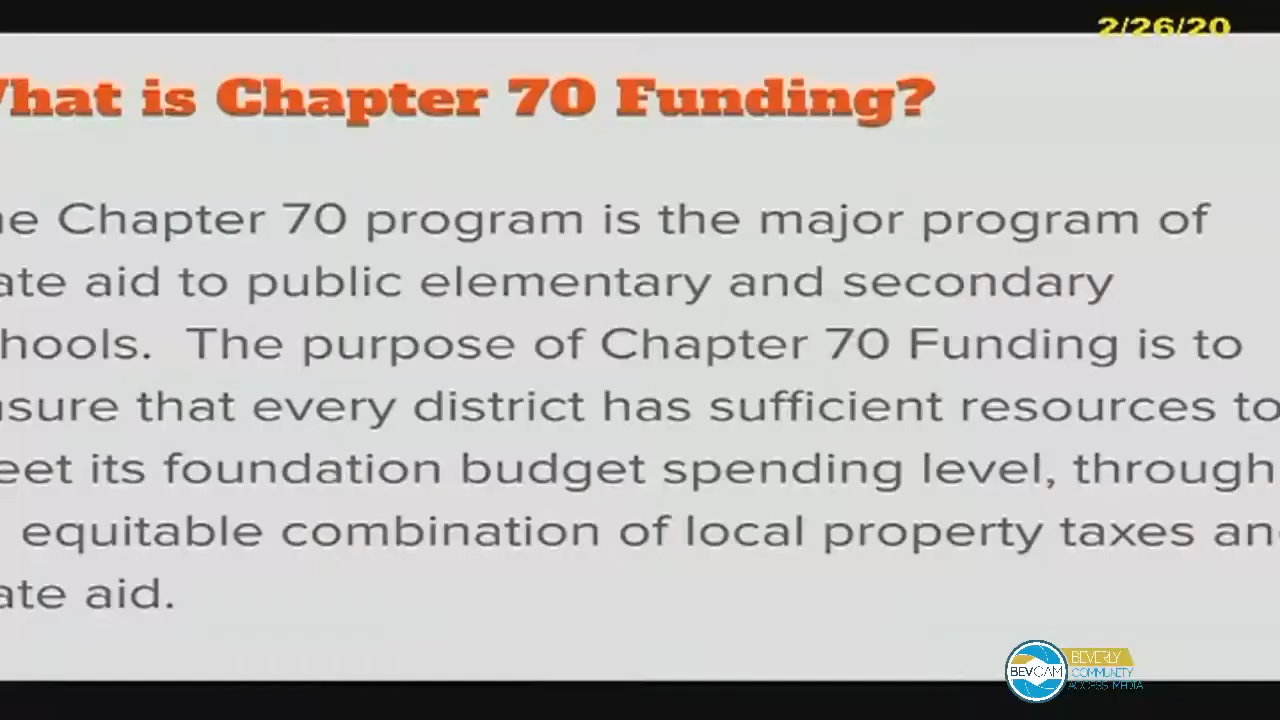 2/26/20
What is Chapter 70 Funding?
he Chapter 70 program is the major program of
ate aid to public elementary and secondary
hools. The purpose of Chapter 70 Funding is to
nsure that every district has sufficient resources to
eet its foundation budget spending level, through
equitable combination of local property taxes an
ate aid.
BEVCAM
BEVERLY
COMMUNITY
ACCESS MEDIA